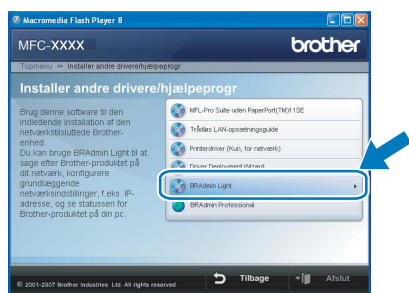 Macromedia Flash Player 8
MFC-XXXX
brother
Topmenu >> Installer andre drivere/hjælpeprogr
Installer andre drivere/hjælpeprogr
Brug denne software til den
indledende installation af den
netværkstilsluttede Brother-
enhed.
Du kan bruge BRAdmin Light til at
søge efter Brother-produktet på
dit netværk, konfigurere
grundlæggende
netværksindstillinger, f.eks. IP-
adresse, og se statussen for
Brother-produktet på din pc.
MFL-Pro Suite uden PaperPort(TM)11SE
Trådløs LAN-opsætningsguide
Printerdriver (Kun, for netværk)
Driver Deployment Wizard
BRAdmin Light
BRAdmin Professional
© 2001-2007 Brother Industries Ltd. All rights reserved
Tilbage
Afslut